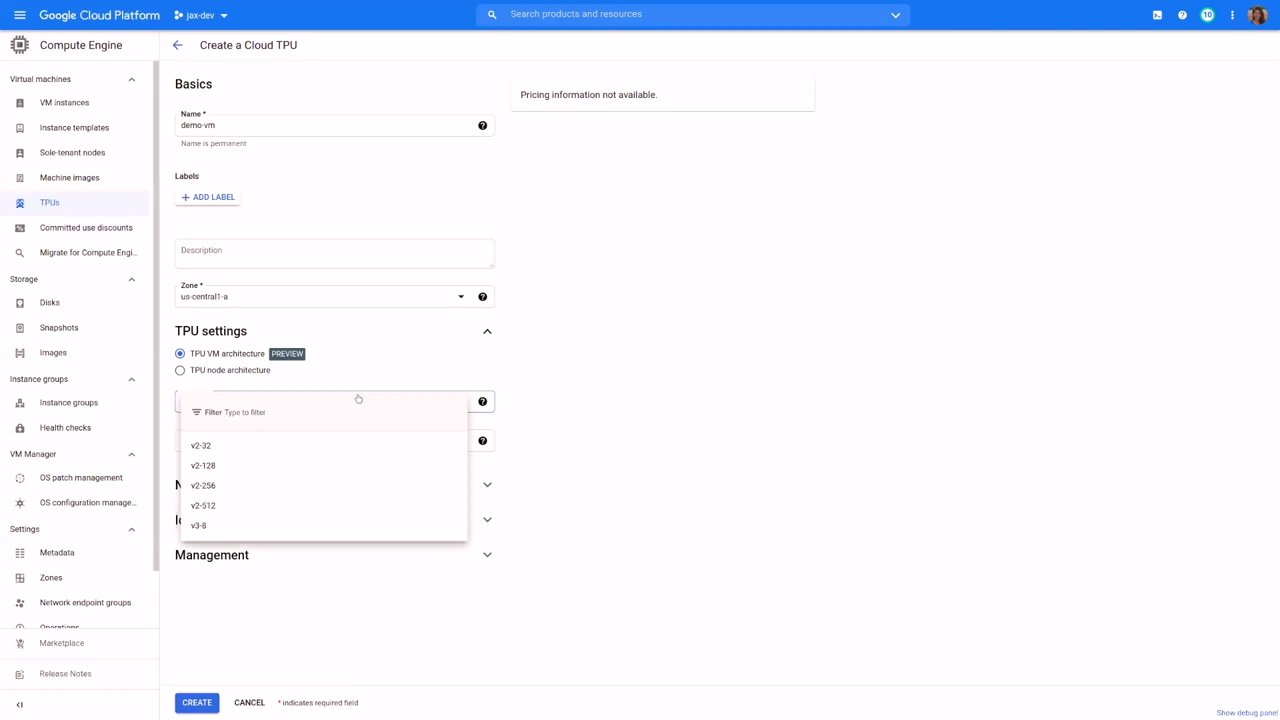 Google Cloud Platform
jax-dev
Search products and resources
10
Compute Engine
Create a Cloud TPU
Virtual machines
VM instances
Instance templates
Sole-tenant nodes
Machine images
TPUs
Committed use discounts
Migrate for Compute Engi...
Storage
Disks
Snapshots
Images
Instance groups
Instance groups
Health checks
VM Manager
OS patch management
OS configuration manage...
Settings
Metadata
Zones
Network endpoint groups
Operations
Marketplace
Release Notes
Basics
Name *
demo-vm
Name is permanent
Labels
ADD LABEL
Description
Zone *
us-central1-a
TPU settings
TPU VM architecture PREVIEW
TPU node architecture
Filter Type to filter
v2-32
v2-128
v2-256
v2-512
v3-8
Management
CREATE CANCEL * indicates required field
Pricing information not available.
Show debug panel